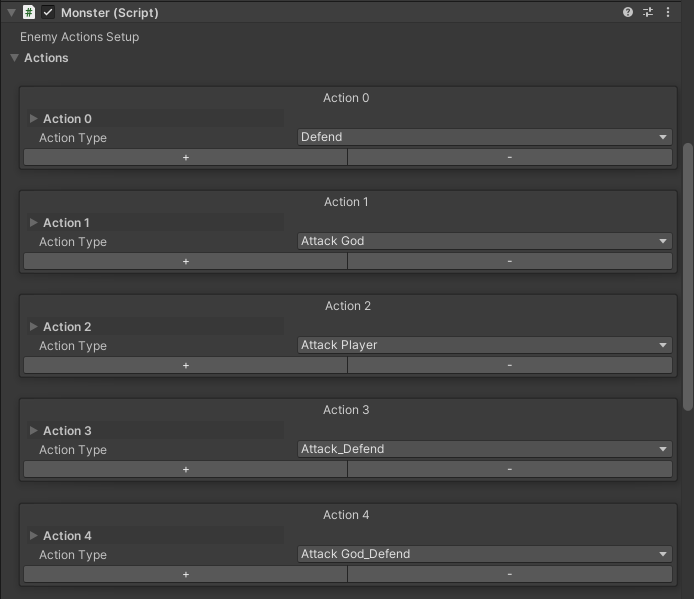 Monster (Script)
Enemy Actions Setup
Actions
Action 0
Action 0
Action Type Defend
+ -
Action 1
Action 1
Action Type Attack God
+ -
Action 2
Action 2
Action Type Attack Player
+ -
Action 3
Action 3
Action Type Attack_Defend
+ -
Action 4
Action 4
Action Type Attack God_Defend
+ -